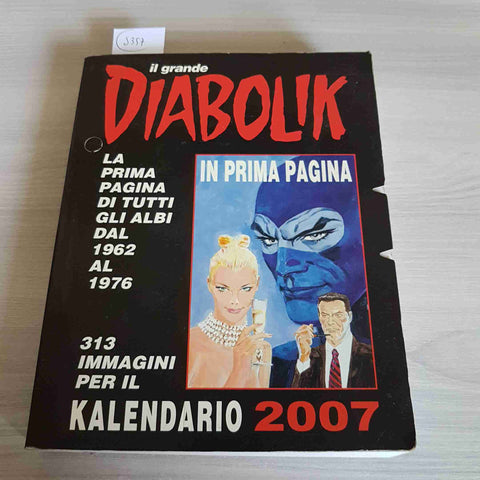 S357
il grande
DIABOLIK
LA
PRIMA
PAGINA
DI TUTTI
GLI ALBI
DAL
1962
AL
1976
IN PRIMA PAGINA
313
IMMAGINI
PER IL
KALENDARIO 2007